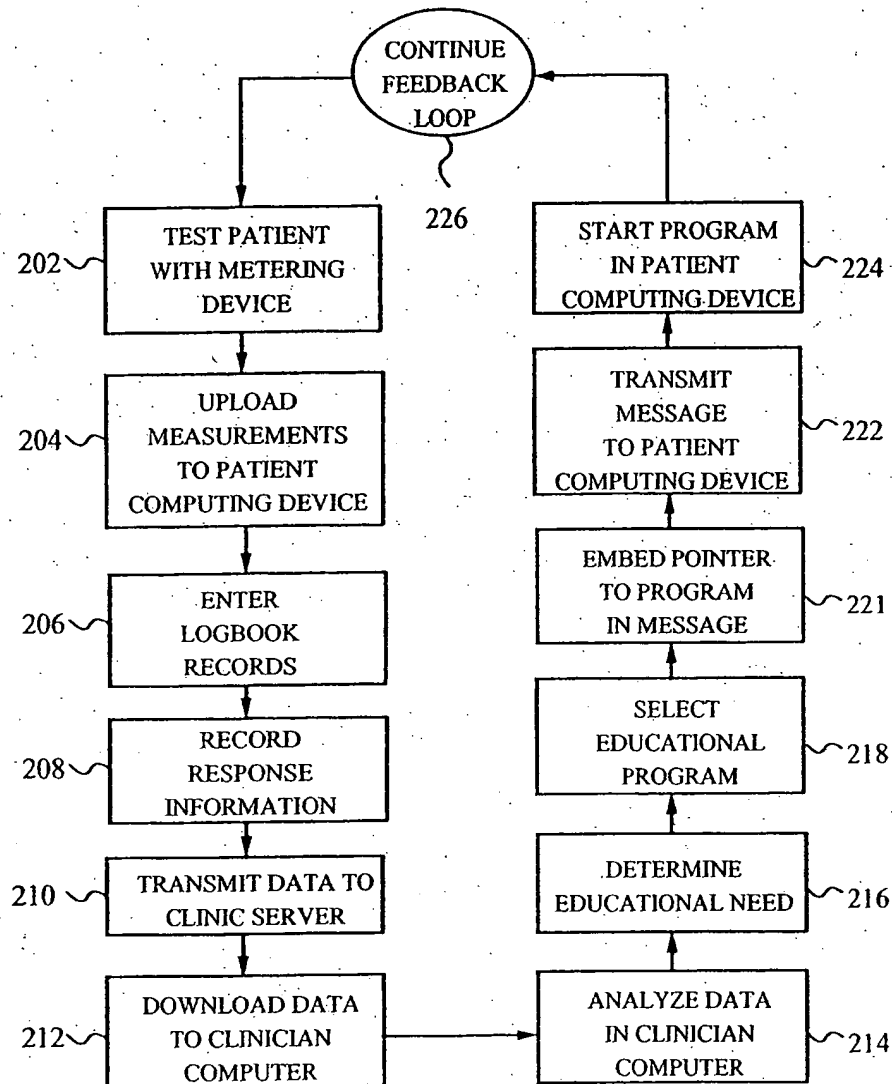 CONTINUE
FEEDBACK
LOOP
226
202
TEST PATIENT
WITH METERING
DEVICE
204
UPLOAD
MEASUREMENTS
TO PATIENT
COMPUTING DEVICE
206
ENTER
LOGBOOK
RECORDS
208
RECORD
RESPONSE
INFORMATION
210
TRANSMIT DATA TO
CLINIC SERVER
212
DOWNLOAD DATA
TO CLINICIAN
COMPUTER
ANALYZE DATA
IN CLINICIAN
COMPUTER
214
DETERMINE
EDUCATIONAL NEED
216
SELECT
EDUCATIONAL
PROGRAM
218
EMBED POINTER
TO PROGRAM
IN MESSAGE
221
TRANSMIT
MESSAGE
TO PATIENT
COMPUTING DEVICE
222
START PROGRAM
IN PATIENT
COMPUTING DEVICE
224